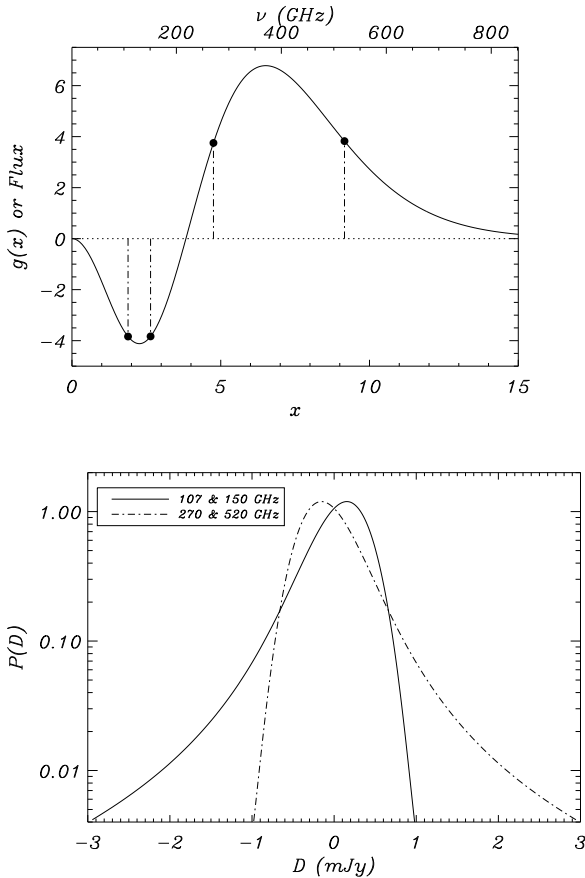 ν (GHz)
200 400 600 800
6
4
2
0
−2
−4
g(x) or Flux
0 5 10 15
x
107 & 150 GHz
270 & 520 GHz
1.00
0.10
0.01
P(D)
−3 −2 −1 0 1 2 3
D (mJy)